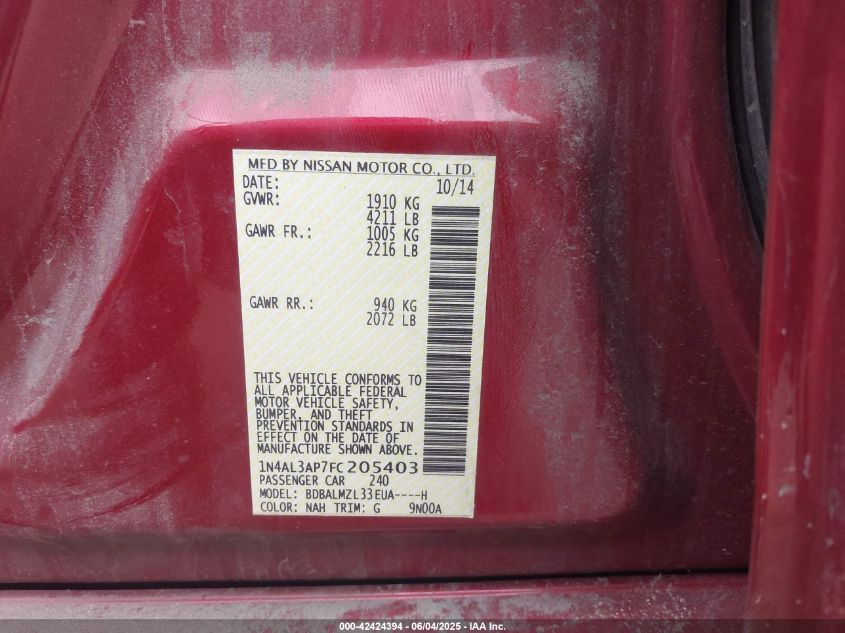 MFD BY NISSAN MOTOR CO., LTD.
DATE: 10/14
GVWR: 1910 KG
4211 LB
GAWR FR.: 1005 KG
2216 LB
GAWR RR.: 940 KG
2072 LB
THIS VEHICLE CONFORMS TO
ALL APPLICABLE FEDERAL
MOTOR VEHICLE SAFETY,
BUMPER, AND THEFT
PREVENTION STANDARDS IN
EFFECT ON THE DATE OF
MANUFACTURE SHOWN ABOVE.
1N4AL3AP7FC205403
PASSENGER CAR 240
MODEL: BDBALMZL33EUA----H
COLOR: NAH TRIM: G 9N00A
000-42424394 - 06/04/2025 - IAA Inc.